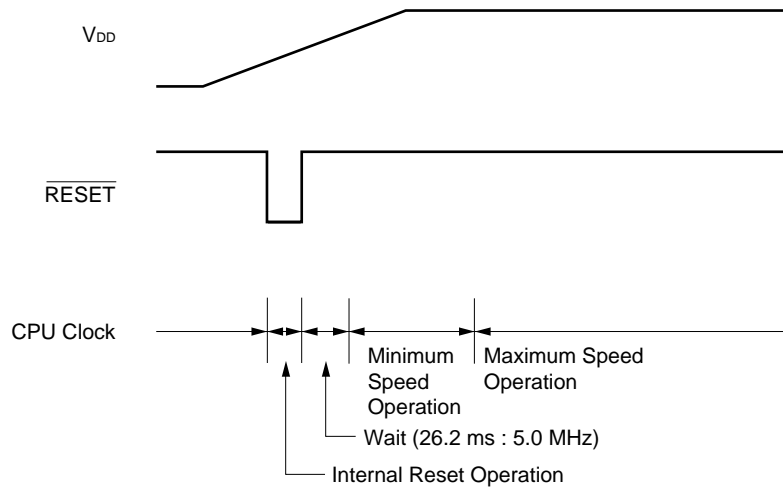 VDD
RESET
CPU Clock
Minimum
Speed
Operation
Maximum Speed
Operation
Wait (26.2 ms : 5.0 MHz)
Internal Reset Operation